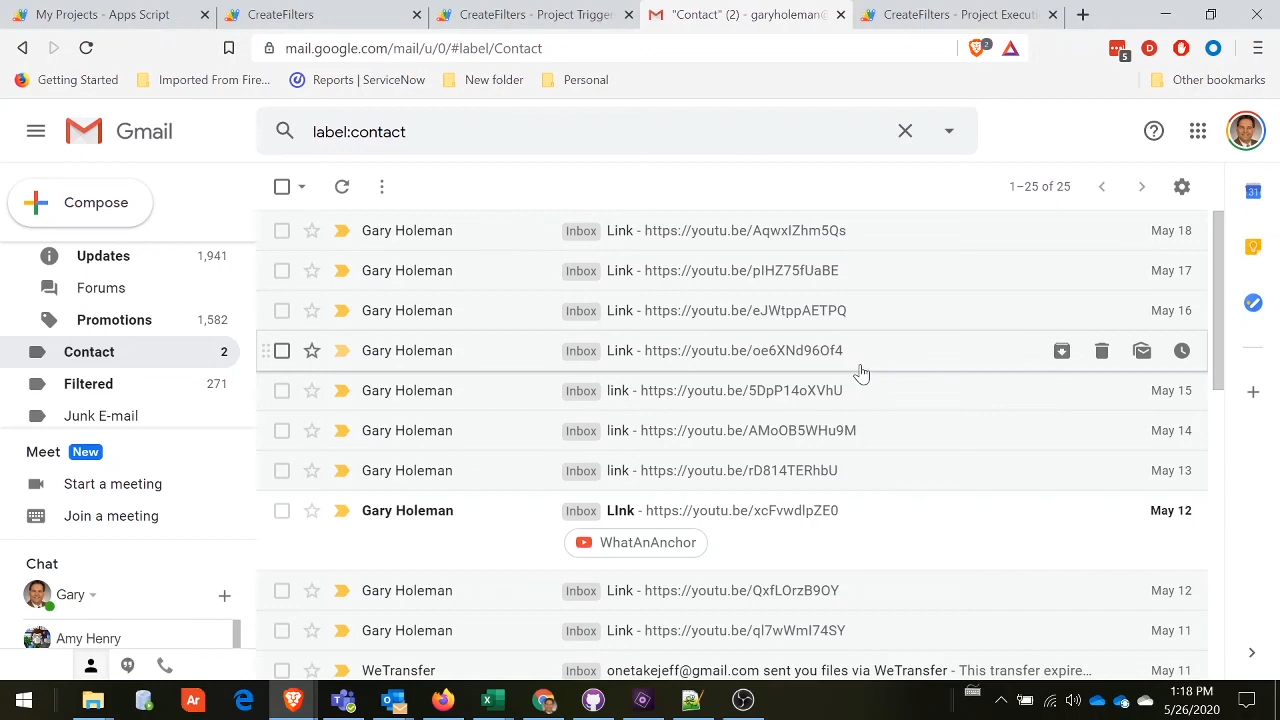 My Projects - Apps Script
CreateFilters
CreateFilters - Project Trigger
"Contact" (2) - garyholeman@
CreateFilters - Project Executi
mail.google.com/mail/u/0/#label/Contact
2
5
D
Getting Started
Imported From Fire...
Reports | ServiceNow
New folder
Personal
Other bookmarks
Gmail
label:contact
Compose
1–25 of 25
31
Updates 1,941
Forums
Promotions 1,582
Contact 2
Filtered 271
Junk E-mail
Meet New
Start a meeting
Join a meeting
Chat
Gary
Amy Henry
Gary Holeman Inbox Link - https://youtu.be/AqwxIZhm5Qs May 18
Gary Holeman Inbox Link - https://youtu.be/pIHZ75fUaBE May 17
Gary Holeman Inbox Link - https://youtu.be/eJWtppAETPQ May 16
Gary Holeman Inbox Link - https://youtu.be/oe6XNd96Of4
Gary Holeman Inbox link - https://youtu.be/5DpP14oXVhU May 15
Gary Holeman Inbox link - https://youtu.be/AMoOB5WHu9M May 14
Gary Holeman Inbox link - https://youtu.be/rD814TERhbU May 13
Gary Holeman Inbox LInk - https://youtu.be/xcFvwdlpZE0 May 12
WhatAnAnchor
Gary Holeman Inbox Link - https://youtu.be/QxfLOrzB9OY May 12
Gary Holeman Inbox Link - https://youtu.be/qI7wWmI74SY May 11
WeTransfer Inbox onetakejeff@gmail.com sent you files via WeTransfer - This transfer expire... May 11
Ar
1:18 PM
5/26/2020